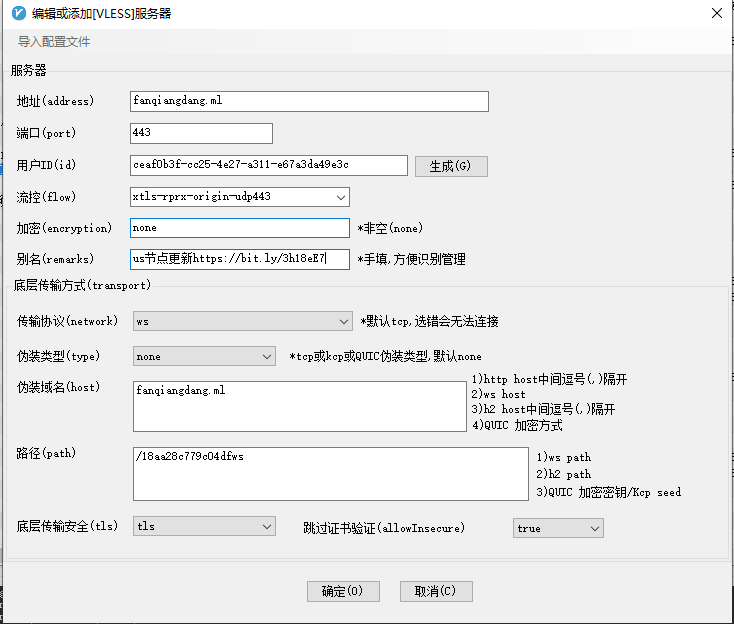 编辑或添加[VLESS]服务器
导入配置文件
服务器
地址(address) fanqiangdang.ml
端口(port) 443
用户ID(id) ceaf0b3f-cc25-4e27-a311-e67a3da49e3c 生成(G)
流控(flow) xtls-rprx-origin-udp443
加密(encryption) none *非空(none)
别名(remarks) us节点更新https://bit.ly/3h18eE7 *手填,方便识别管理
底层传输方式(transport)
传输协议(network) ws *默认tcp,选错会无法连接
伪装类型(type) none *tcp或kcp或QUIC伪装类型,默认none
伪装域名(host) fanqiangdang.ml
1)http host中间逗号(,)隔开
2)ws host
3)h2 host中间逗号(,)隔开
4)QUIC 加密方式
路径(path) /18aa28c779c04dfws
1)ws path
2)h2 path
3)QUIC 加密密钥/Kcp seed
底层传输安全(tls) tls 跳过证书验证(allowInsecure) true
确定(O) 取消(C)